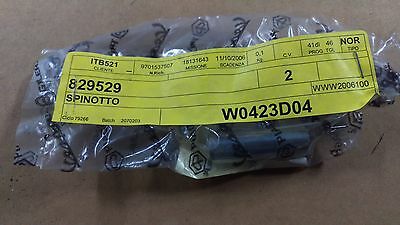 ITB521 9701537507 18131643 11/10/2006 0,1 41di 46 NOR
CLIENTE N.Rich. MISSIONE SCADENZA kg C.V. PROG TOL TIPO
829529 2 WWW2006100
SPINOTTO W0423D04
Ciclo 79266 Batch 2070203